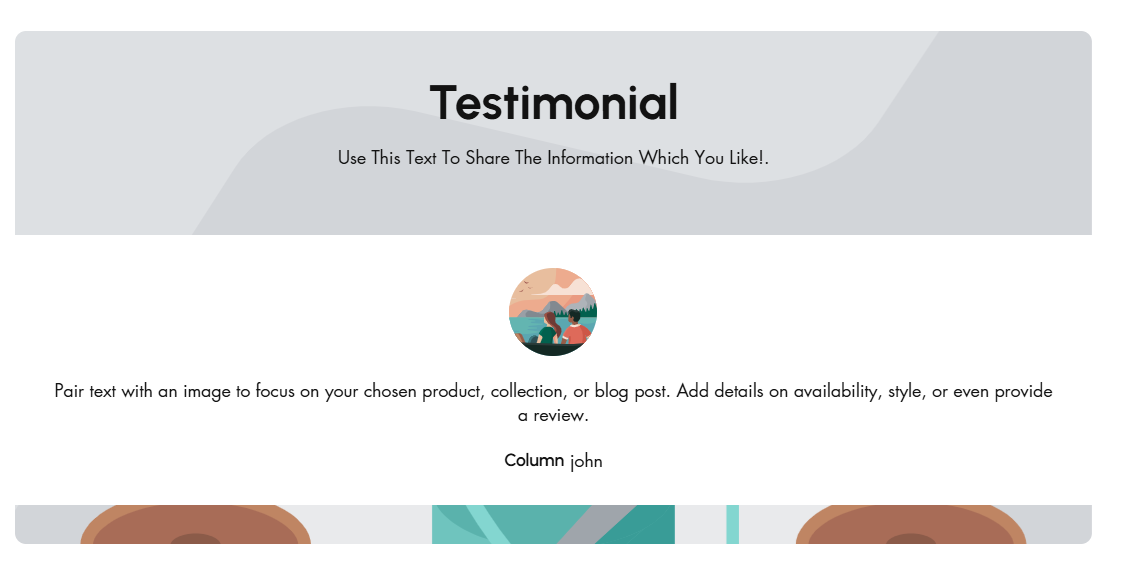 Testimonial
Use This Text To Share The Information Which You Like!.
Pair text with an image to focus on your chosen product, collection, or blog post. Add details on availability, style, or even provide
a review.
Column john